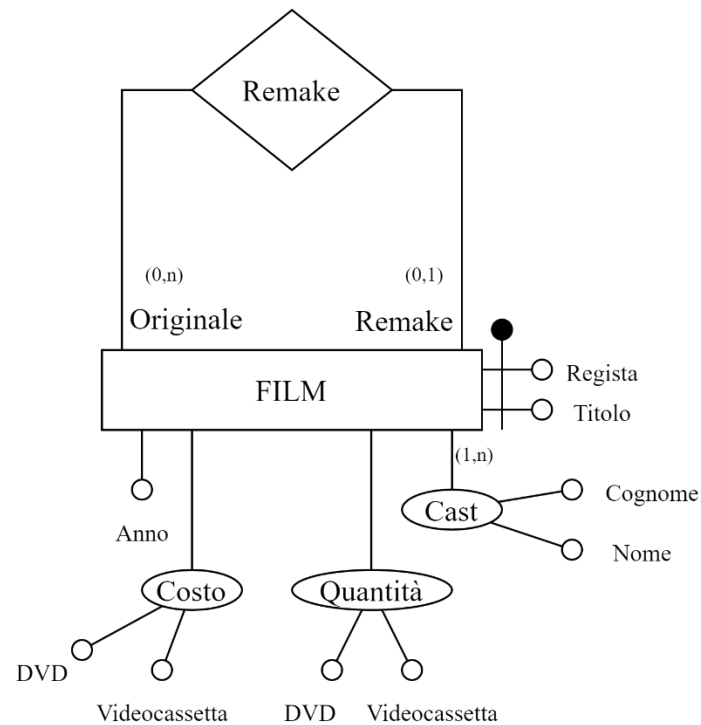 Remake
(0,n)
(0,1)
Originale
Remake
FILM
Regista
Titolo
(1,n)
Cast
Cognome
Nome
Anno
Costo
Quantità
DVD
Videocassetta
DVD
Videocassetta